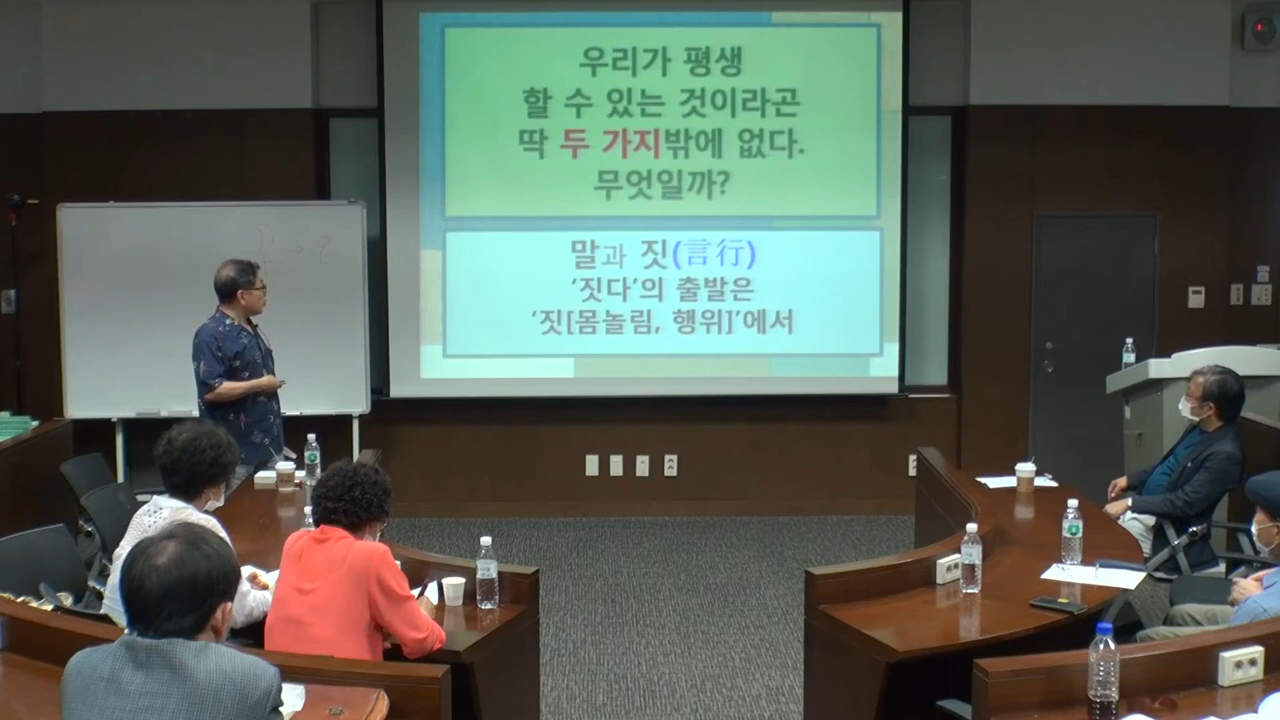 우리가 평생
할 수 있는 것이라곤
딱 두 가지밖에 없다.
무엇일까?
말과 짓(言行)
‘짓다’의 출발은
‘짓[몸놀림, 행위]’에서